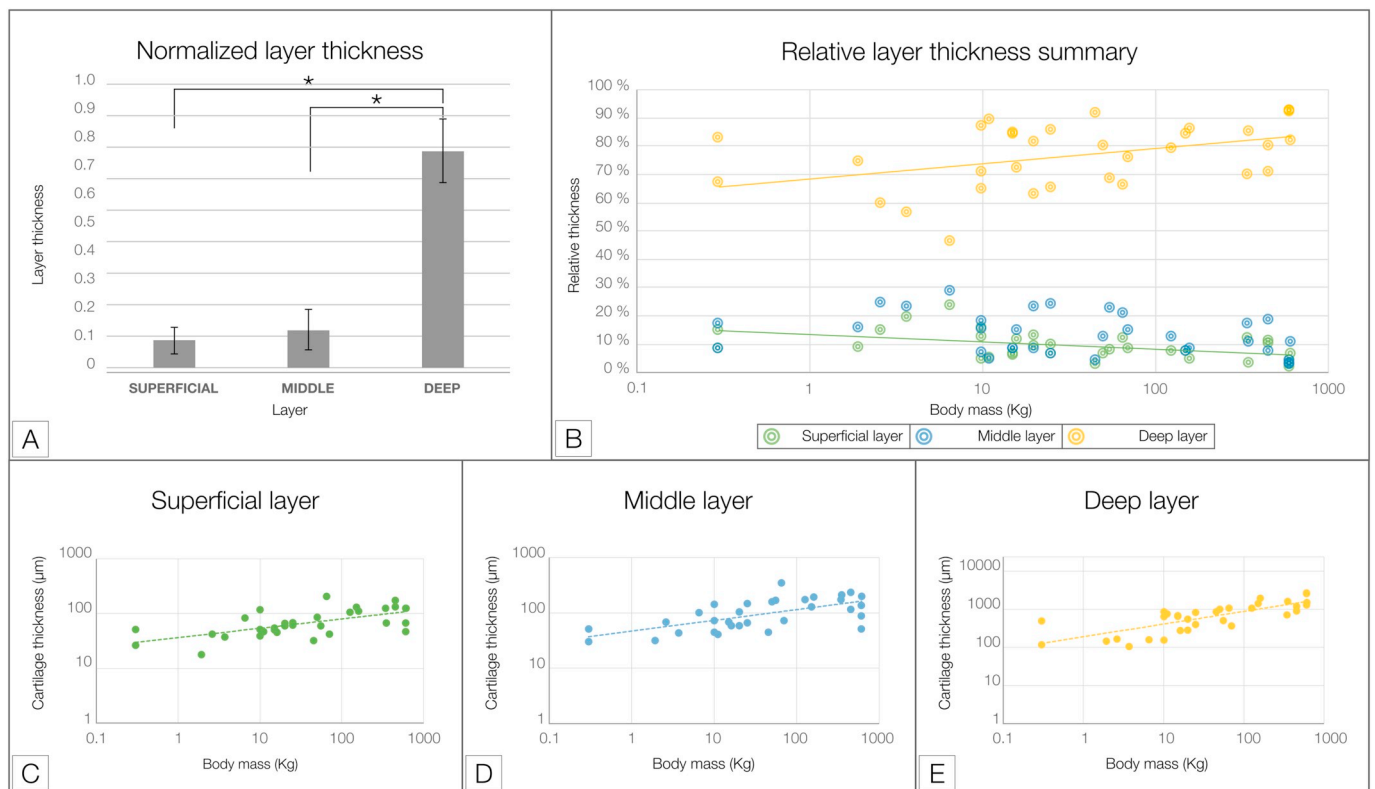 Normalized layer thickness
1.0
0.9
0.8
0.7
0.6
0.5
0.4
0.3
0.2
0.1
0
*
*
Layer thickness
SUPERFICIAL MIDDLE DEEP
Layer
A
Relative layer thickness summary
100 %
90 %
80 %
70 %
60 %
50 %
40 %
30 %
20 %
10 %
0 %
Relative thickness
0.1 1 10 100 1000
Body mass (Kg)
Superficial layer Middle layer Deep layer
B
Superficial layer
1000
100
10
1
Cartilage thickness (µm)
0.1 1 10 100 1000
Body mass (Kg)
C
Middle layer
1000
100
10
1
Cartilage thickness (µm)
0.1 1 10 100 1000
Body mass (Kg)
D
Deep layer
10000
1000
100
10
1
Cartilage thickness (µm)
0.1 1 10 100 1000
Body mass (Kg)
E